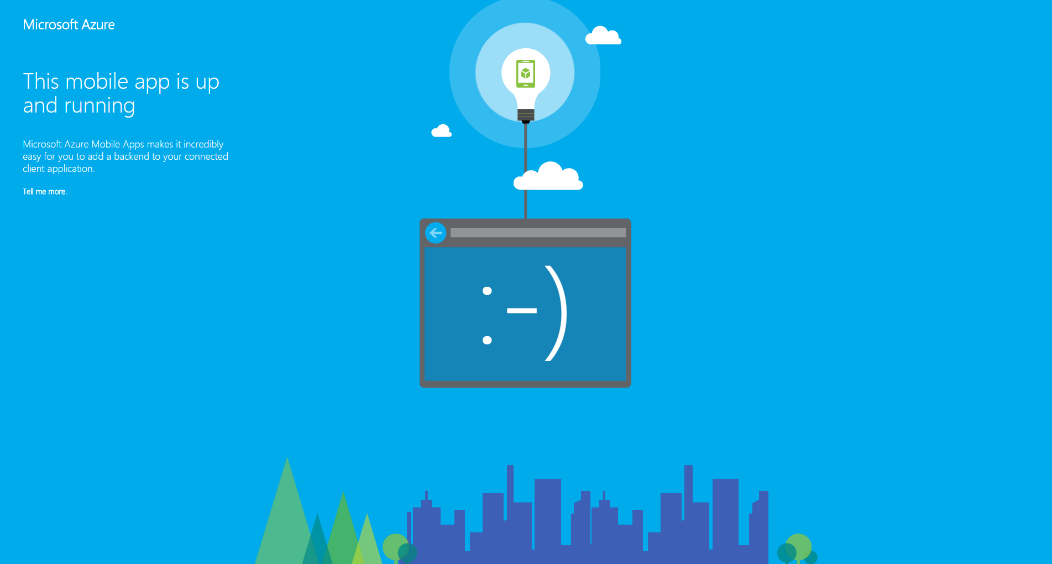 Microsoft Azure
This mobile app is up
and running
Microsoft Azure Mobile Apps makes it incredibly
easy for you to add a backend to your connected
client application.
Tell me more.
:-)